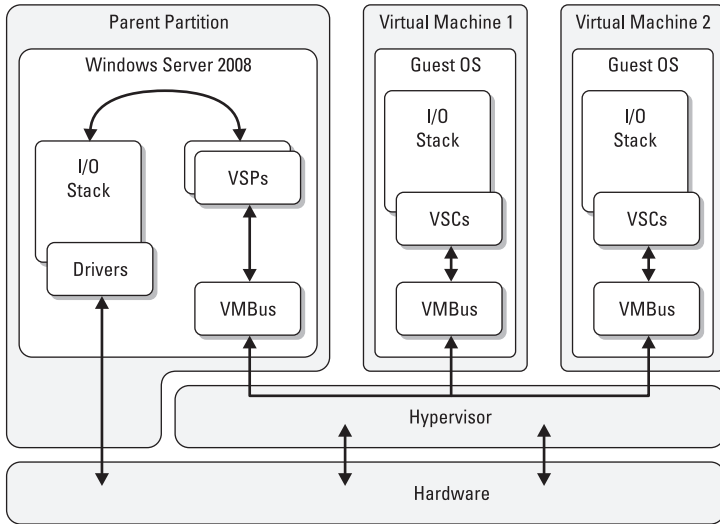 Parent Partition
Virtual Machine 1
Virtual Machine 2
Windows Server 2008
Guest OS
Guest OS
I/O
Stack
VSPs
Drivers
VMBus
I/O
Stack
VSCs
VMBus
I/O
Stack
VSCs
VMBus
Hypervisor
Hardware